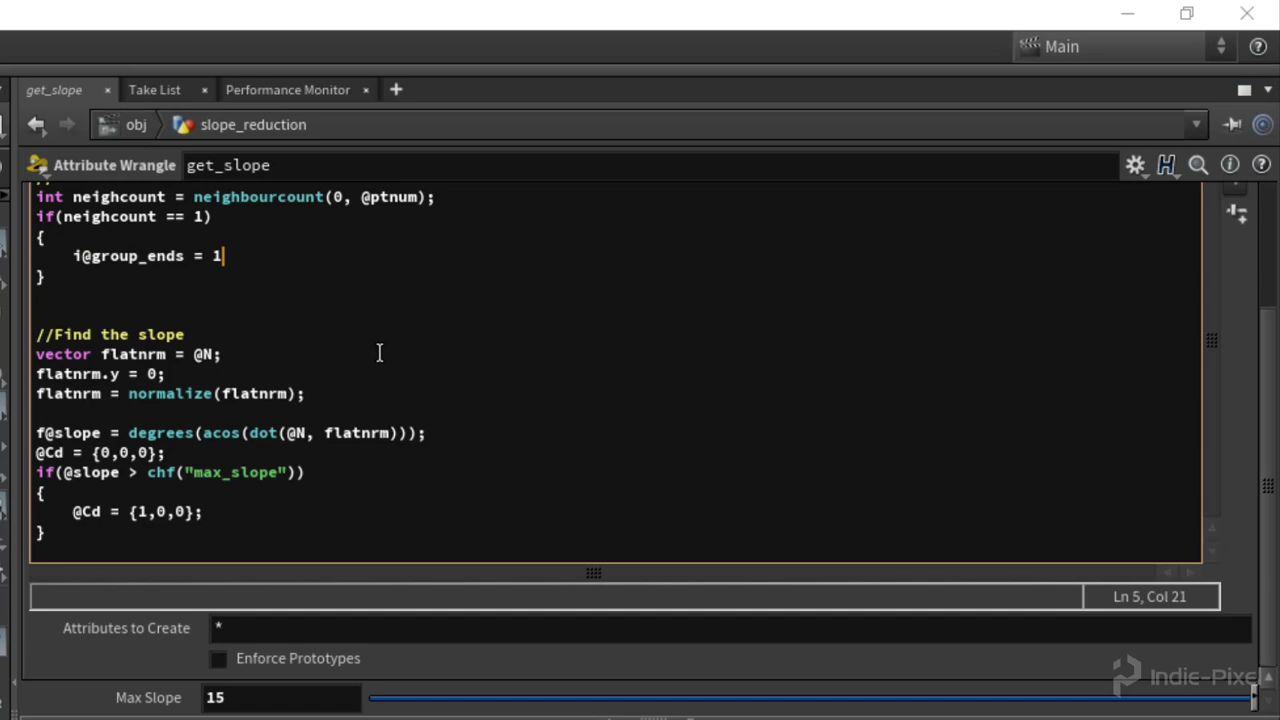 Main
get_slope × Take List × Performance Monitor × +
obj slope_reduction
Attribute Wrangle get_slope
//
int neighcount = neighbourcount(0, @ptnum);
if(neighcount == 1)
{
i@group_ends = 1
}
//Find the slope
vector flatnrm = @N;
flatnrm.y = 0;
flatnrm = normalize(flatnrm);
f@slope = degrees(acos(dot(@N, flatnrm)));
@Cd = {0,0,0};
if(@slope > chf("max_slope"))
{
@Cd = {1,0,0};
}
Ln 5, Col 21
Attributes to Create *
Enforce Prototypes
Indie-Pixel
Max Slope 15